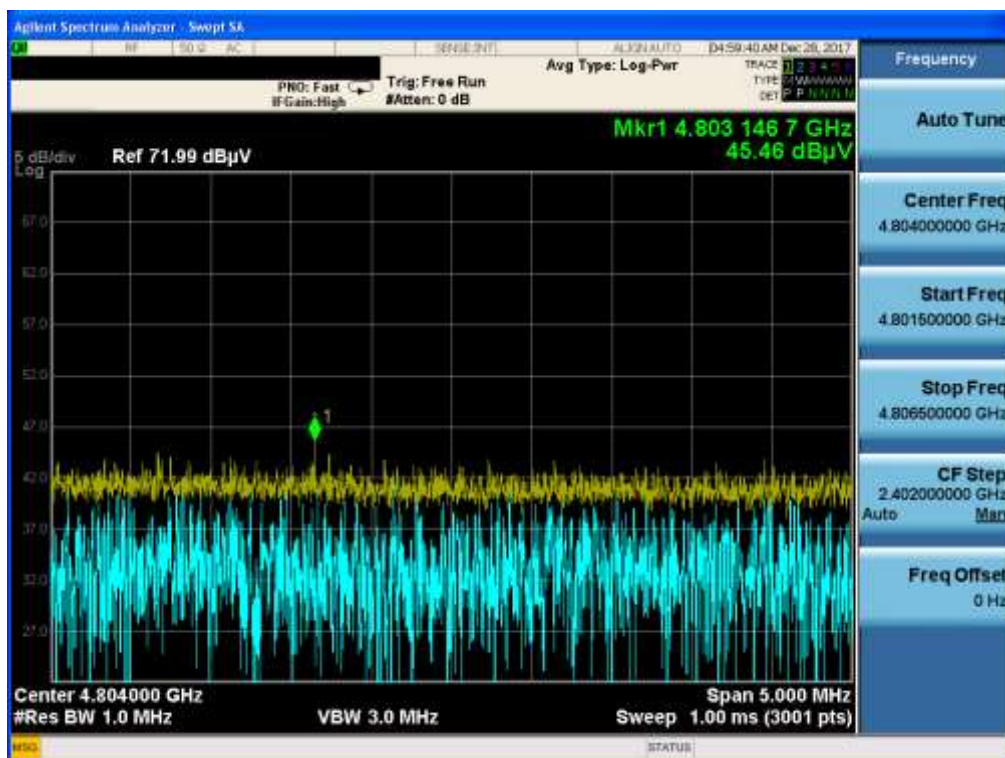 Agilent Spectrum Analyzer - Swept SA
RF 50 Ω AC SENSE:INT ALIGN AUTO 04:59:40 AM Dec 28, 2017
Frequency
Avg Type: Log-Pwr
TRACE 1 2 3 4 5 6
PNO: Fast
Trig: Free Run
TYPE
IFGain:High
#Atten: 0 dB
DET P P N N N N
Auto Tune
Mkr1 4.803 146 7 GHz
45.46 dBµV
5 dB/div
Ref 71.99 dBµV
Log
Center Freq
4.804000000 GHz
67.0
62.0
Start Freq
4.801500000 GHz
57.0
52.0
Stop Freq
4.806500000 GHz
1
47.0
42.0
CF Step
2.402000000 GHz
Auto Man
37.0
32.0
Freq Offset
0 Hz
27.0
Center 4.804000 GHz
Span 5.000 MHz
#Res BW 1.0 MHz
VBW 3.0 MHz
Sweep 1.00 ms (3001 pts)
MSG
STATUS